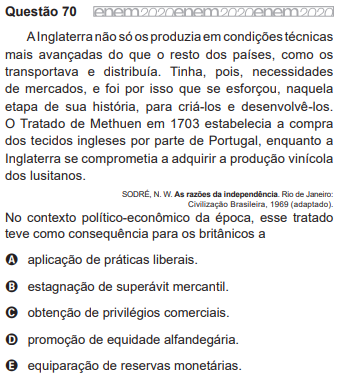 Questão 70 enem2020enem2020enem2020
A Inglaterra não só os produzia em condições técnicas
mais avançadas do que o resto dos países, como os
transportava e distribuía. Tinha, pois, necessidades
de mercados, e foi por isso que se esforçou, naquela
etapa de sua história, para criá-los e desenvolvê-los.
O Tratado de Methuen em 1703 estabelecia a compra
dos tecidos ingleses por parte de Portugal, enquanto a
Inglaterra se comprometia a adquirir a produção vinícola
dos lusitanos.
SODRÉ, N. W. As razões da independência. Rio de Janeiro:
Civilização Brasileira, 1969 (adaptado).
No contexto político-econômico da época, esse tratado
teve como consequência para os britânicos a
A aplicação de práticas liberais.
B estagnação de superávit mercantil.
C obtenção de privilégios comerciais.
D promoção de equidade alfandegária.
E equiparação de reservas monetárias.